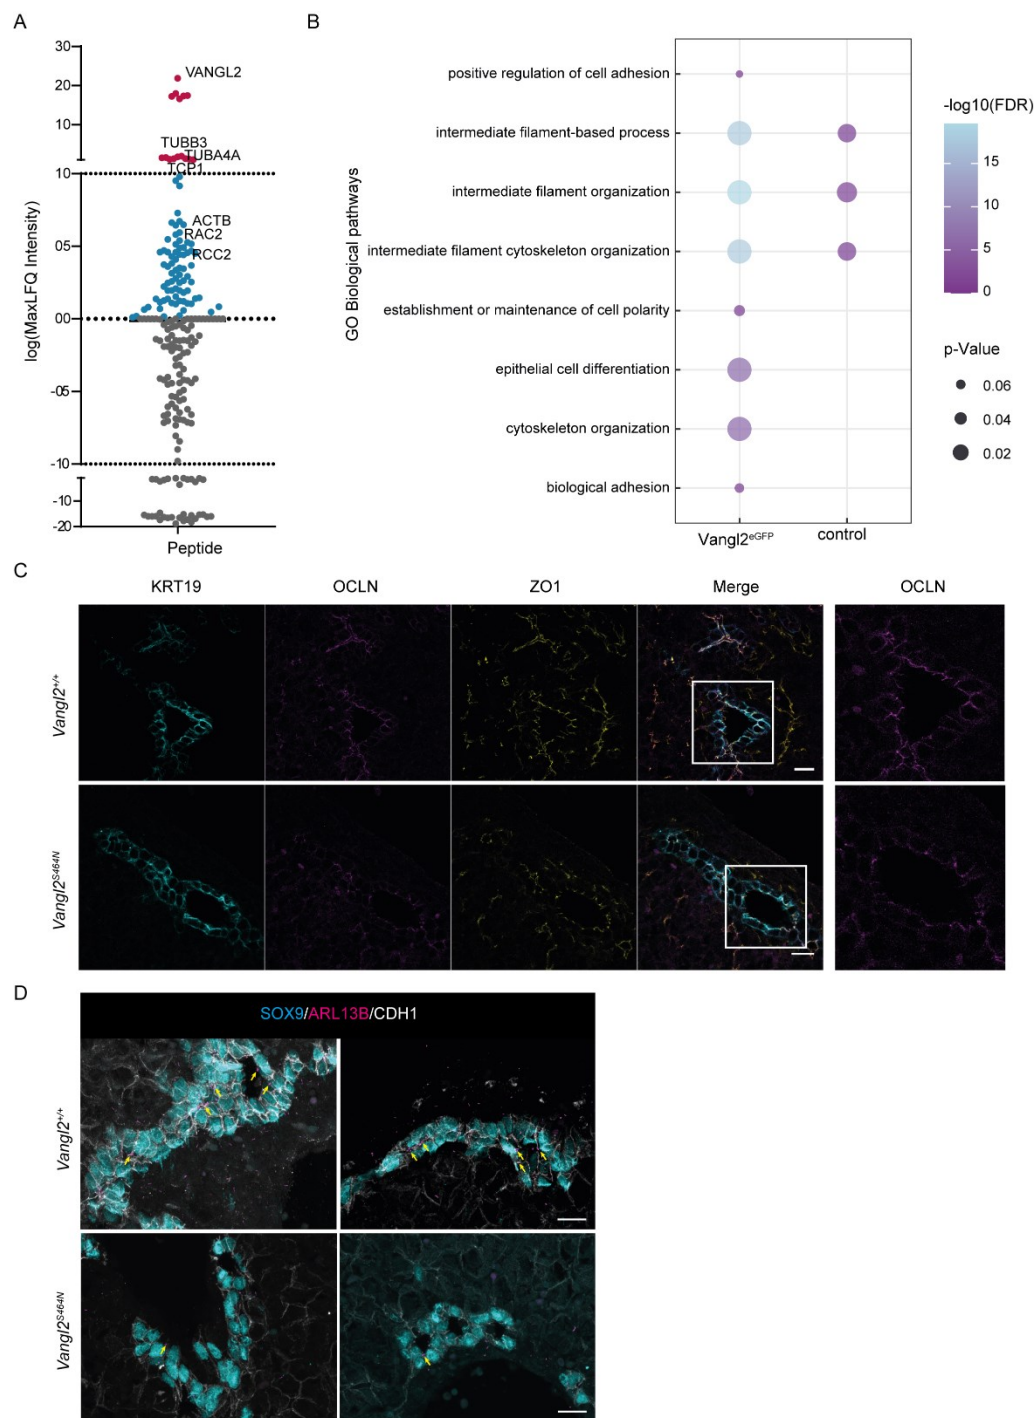 A
B
30
20
10
10
05
00
-05
-10
-10
-20
log(MaxLFQ Intensity)
VANGL2
TUBB3
TUBA4A
TCP1
ACTB
RAC2
RCC2
Peptide
GO Biological pathways
positive regulation of cell adhesion
intermediate filament-based process
intermediate filament organization
intermediate filament cytoskeleton organization
establishment or maintenance of cell polarity
epithelial cell differentiation
cytoskeleton organization
biological adhesion
Vangl2eGFP
control
-log10(FDR)
15
10
5
0
p-Value
0.06
0.04
0.02
C
KRT19 OCLN ZO1 Merge OCLN
Vangl2+/+
Vangl2S464N
D
SOX9/ARL13B/CDH1
Vangl2+/+
Vangl2S464N